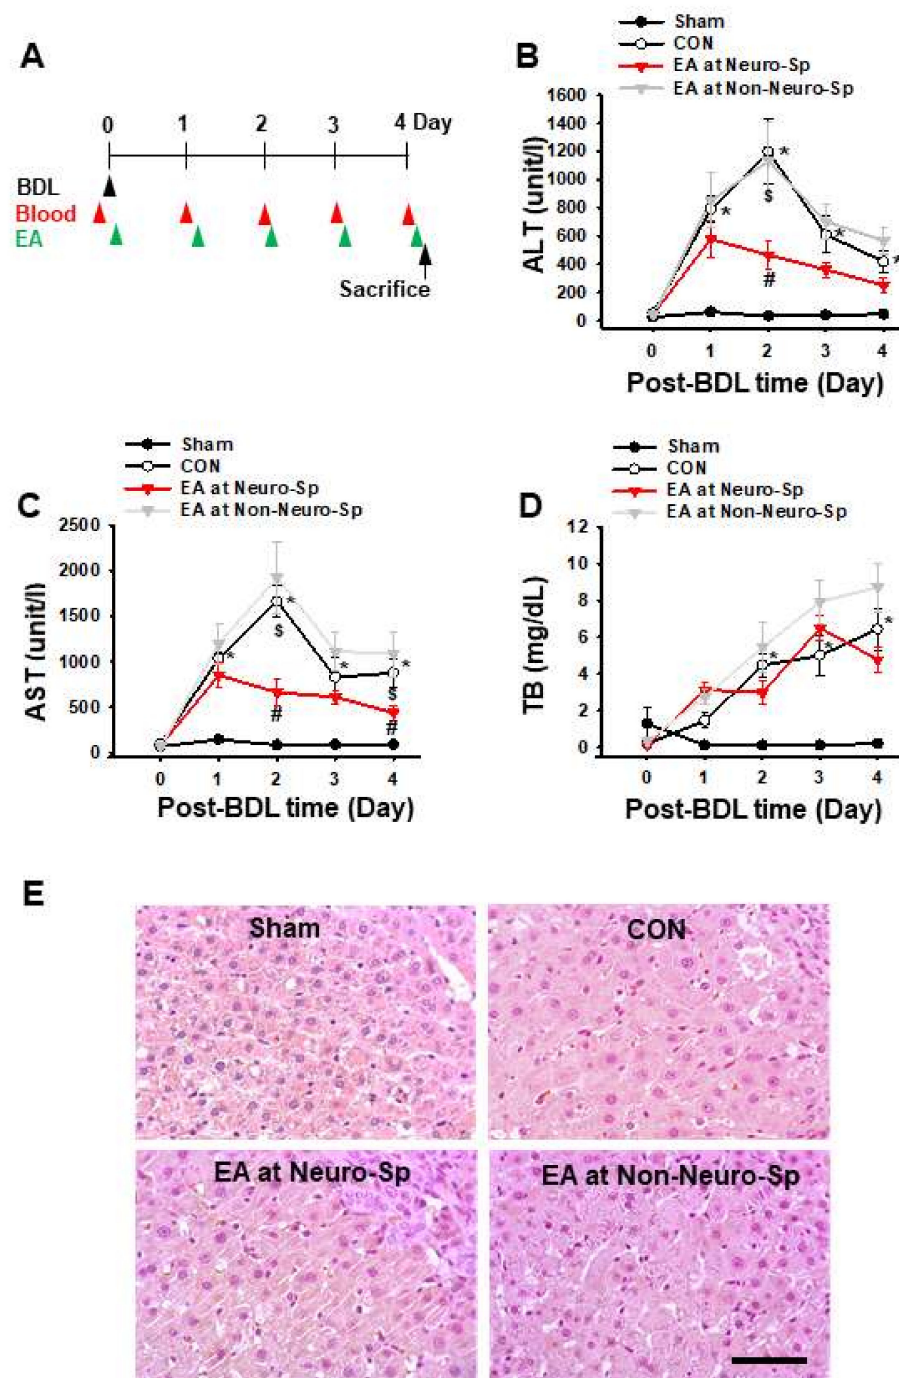 A
0 1 2 3 4 Day
BDL
Blood
EA
Sacrifice
B
Sham
CON
EA at Neuro-Sp
EA at Non-Neuro-Sp
ALT (unit/l)
1600
1400
1200
1000
800
600
400
200
0
*
*
$
*
*
#
0 1 2 3 4
Post-BDL time (Day)
C
Sham
CON
EA at Neuro-Sp
EA at Non-Neuro-Sp
AST (unit/l)
2500
2000
1500
1000
500
0
*
$
*
*
*
$
#
#
0 1 2 3 4
Post-BDL time (Day)
D
Sham
CON
EA at Neuro-Sp
EA at Non-Neuro-Sp
TB (mg/dL)
12
10
8
6
4
2
0
*
*
*
0 1 2 3 4
Post-BDL time (Day)
E
Sham
CON
EA at Neuro-Sp
EA at Non-Neuro-Sp